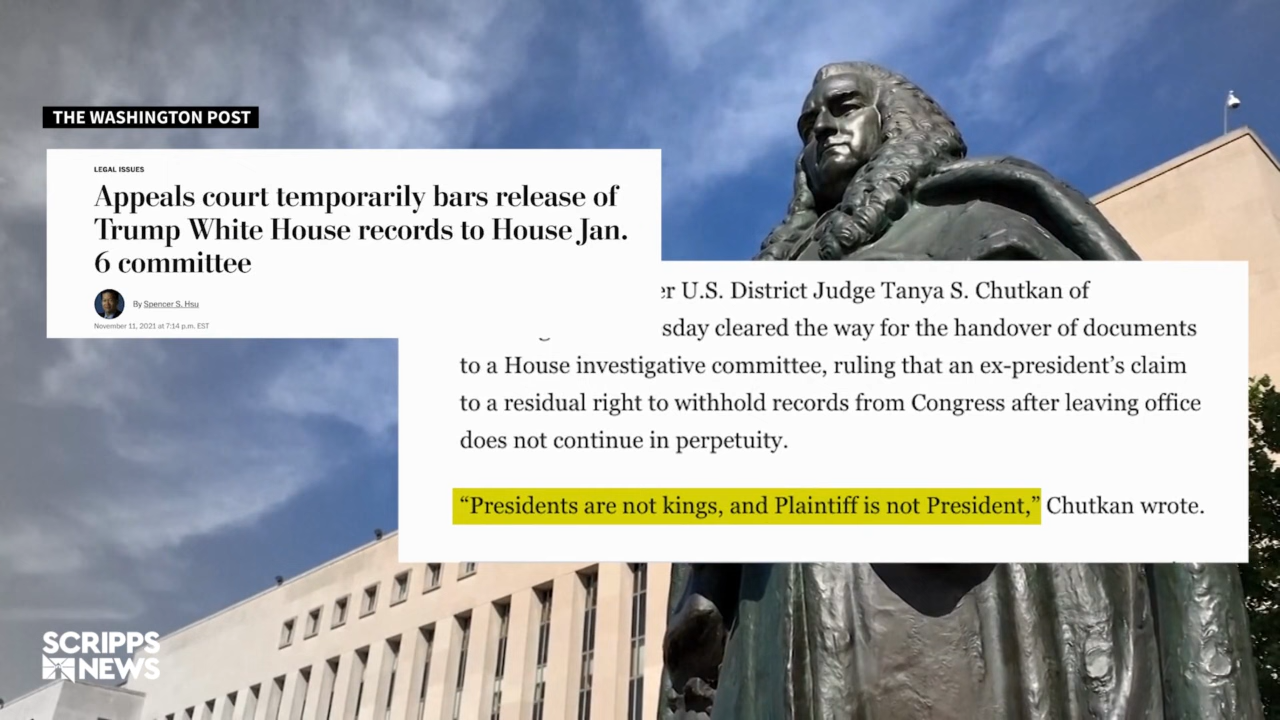 THE WASHINGTON POST
LEGAL ISSUES
Appeals court temporarily bars release of
Trump White House records to House Jan.
6 committee
By Spencer S. Hsu
November 11, 2021 at 7:14 p.m. EST
U.S. District Judge Tanya S. Chutkan of
cleared the way for the handover of documents
to a House investigative committee, ruling that an ex-president’s claim
to a residual right to withhold records from Congress after leaving office
does not continue in perpetuity.
“Presidents are not kings, and Plaintiff is not President,” Chutkan wrote.
SCRIPPS
NEWS